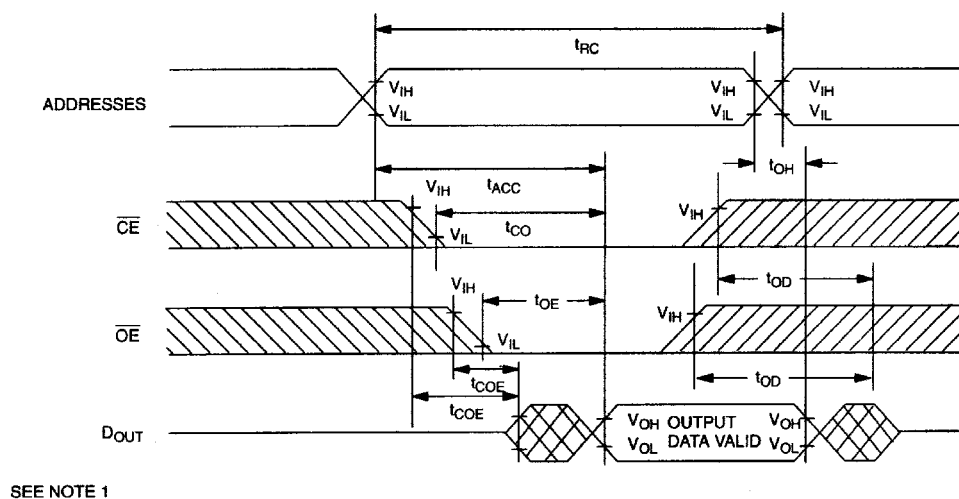 tRC
ADDRESSES
VIH
VIL
VIH
VIL
VIH
VIL
tOH
tACC
CE
VIH
VIL
tCO
VIH
OE
VIH
VIL
tOE
VIH
tOD
tCOE
tCOE
tOD
DOUT
VOH OUTPUT VOH
VOL DATA VALID VOL
SEE NOTE 1